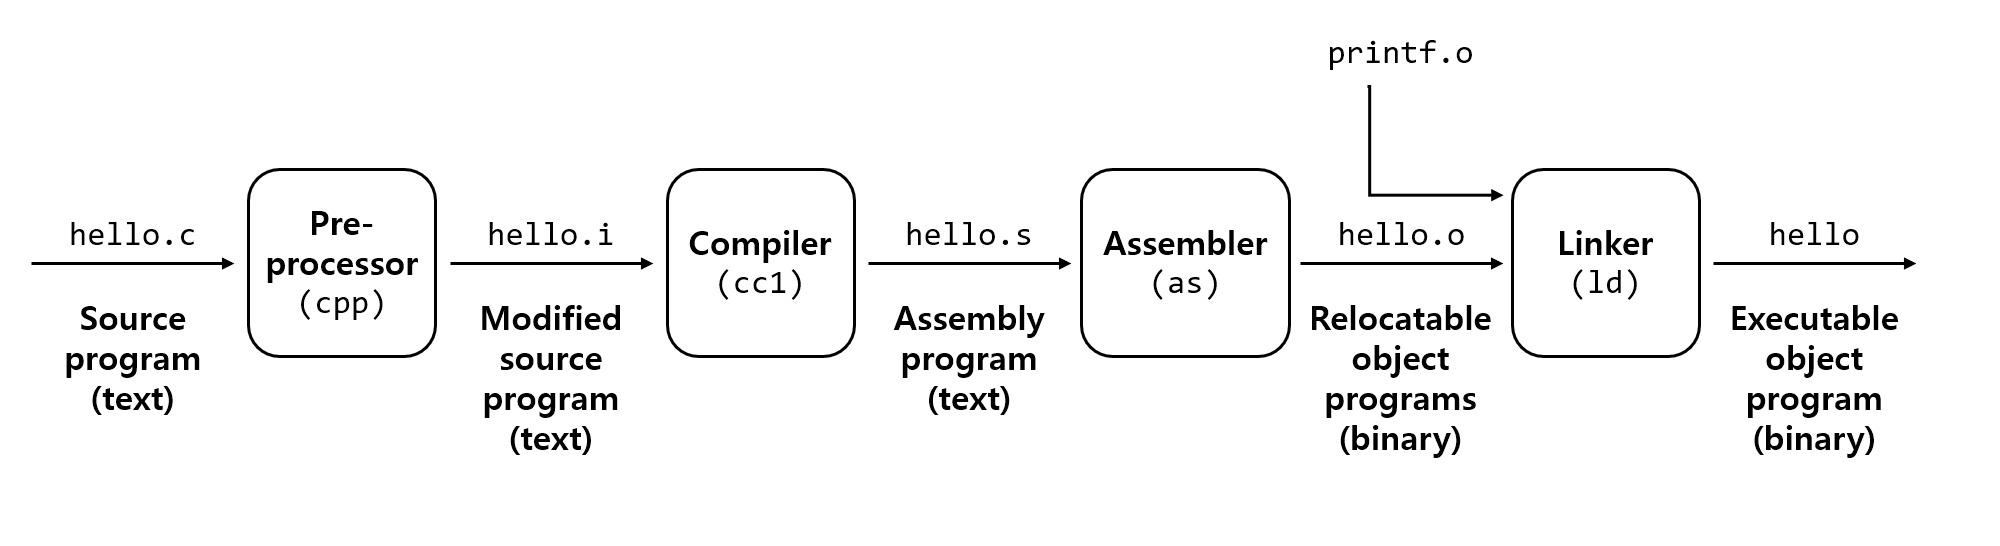 printf.o
hello.c
Pre-
processor
(cpp)
hello.i
Compiler
(cc1)
hello.s
Assembler
(as)
hello.o
Linker
(ld)
hello
Source
program
(text)
Modified
source
program
(text)
Assembly
program
(text)
Relocatable
object
programs
(binary)
Executable
object
program
(binary)